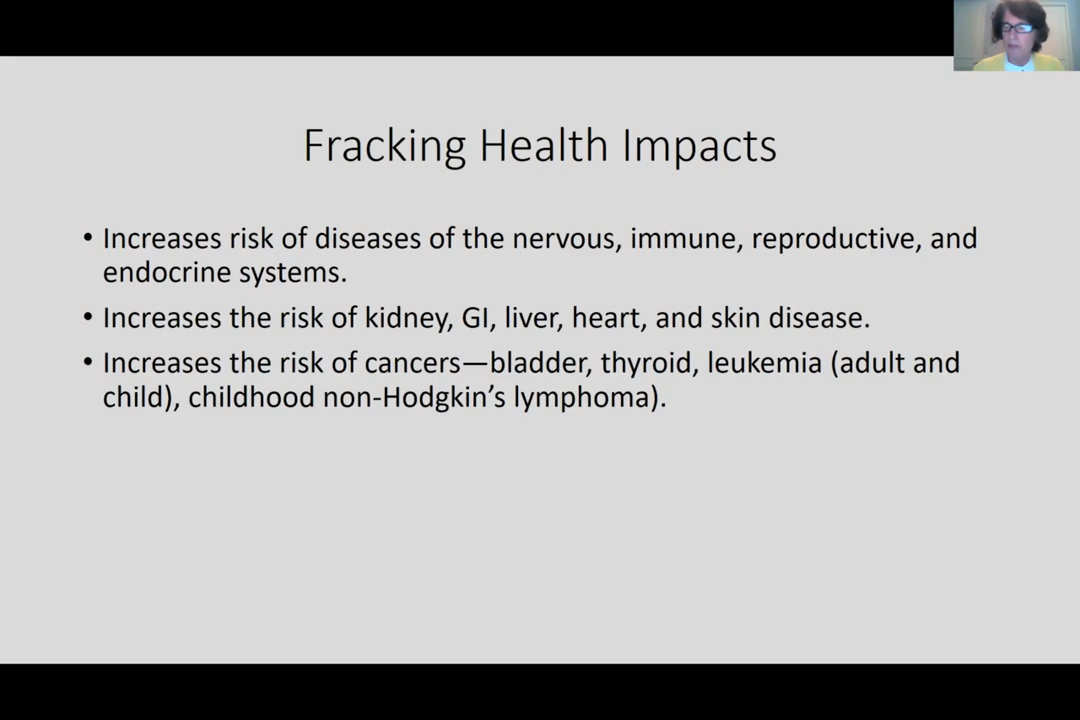 Fracking Health Impacts
• Increases risk of diseases of the nervous, immune, reproductive, and
endocrine systems.
• Increases the risk of kidney, GI, liver, heart, and skin disease.
• Increases the risk of cancers—bladder, thyroid, leukemia (adult and
child), childhood non-Hodgkin’s lymphoma).